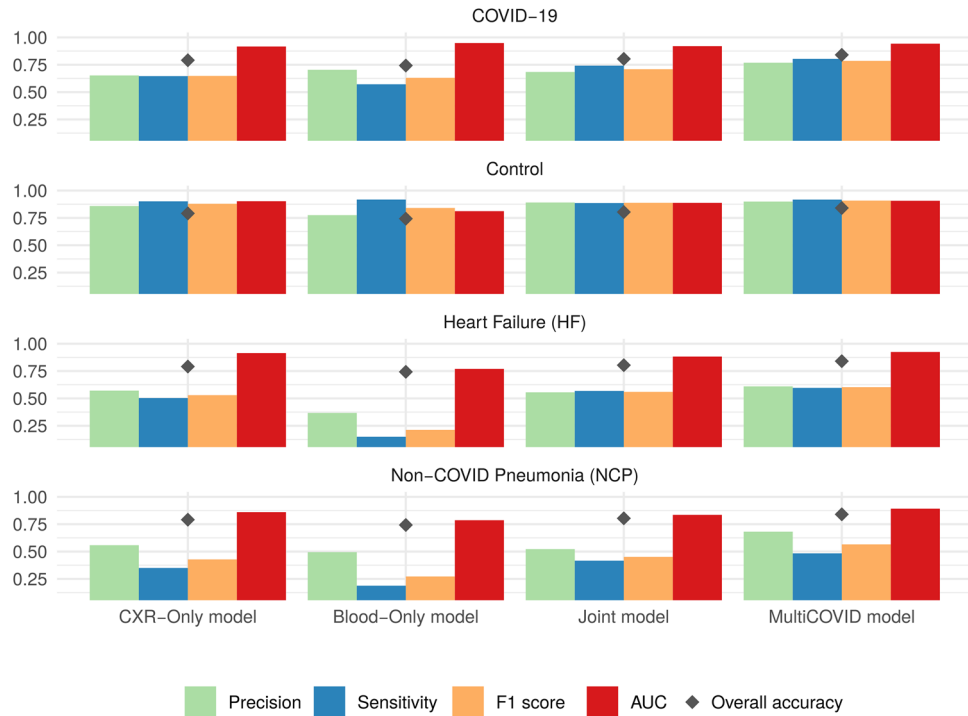 COVID−19
1.00
0.75
0.50
0.25
Control
1.00
0.75
0.50
0.25
Heart Failure (HF)
1.00
0.75
0.50
0.25
Non−COVID Pneumonia (NCP)
1.00
0.75
0.50
0.25
CXR−Only model Blood−Only model Joint model MultiCOVID model
Precision Sensitivity F1 score AUC Overall accuracy